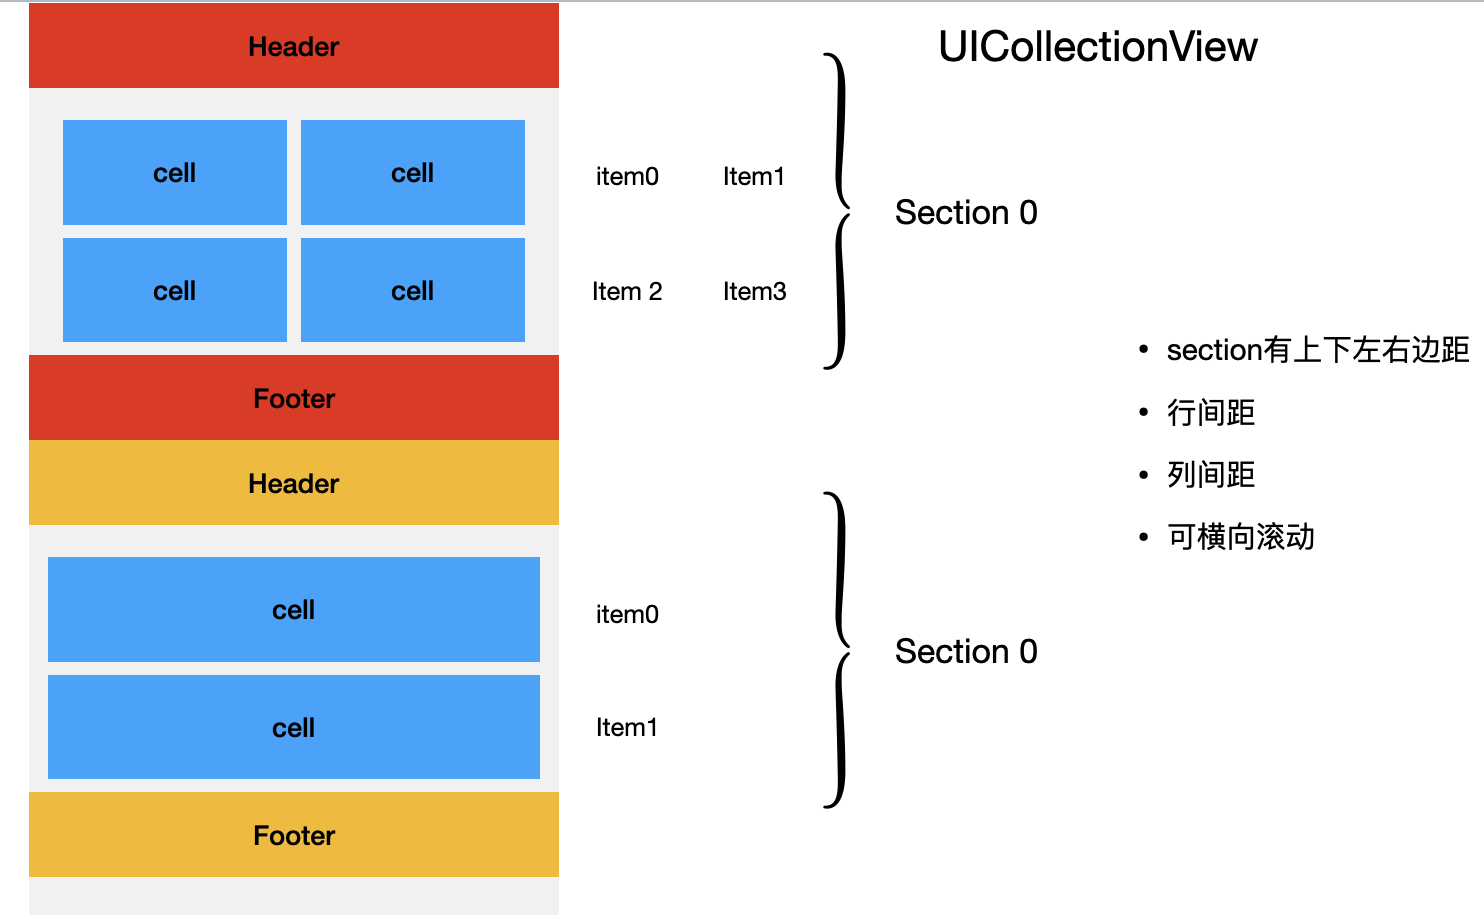 Header
UICollectionView
cell cell item0 Item1
Section 0
cell cell Item 2 Item3
Footer
Header
cell item0
Section 0
cell Item1
Footer
• section有上下左右边距
• 行间距
• 列间距
• 可横向滚动